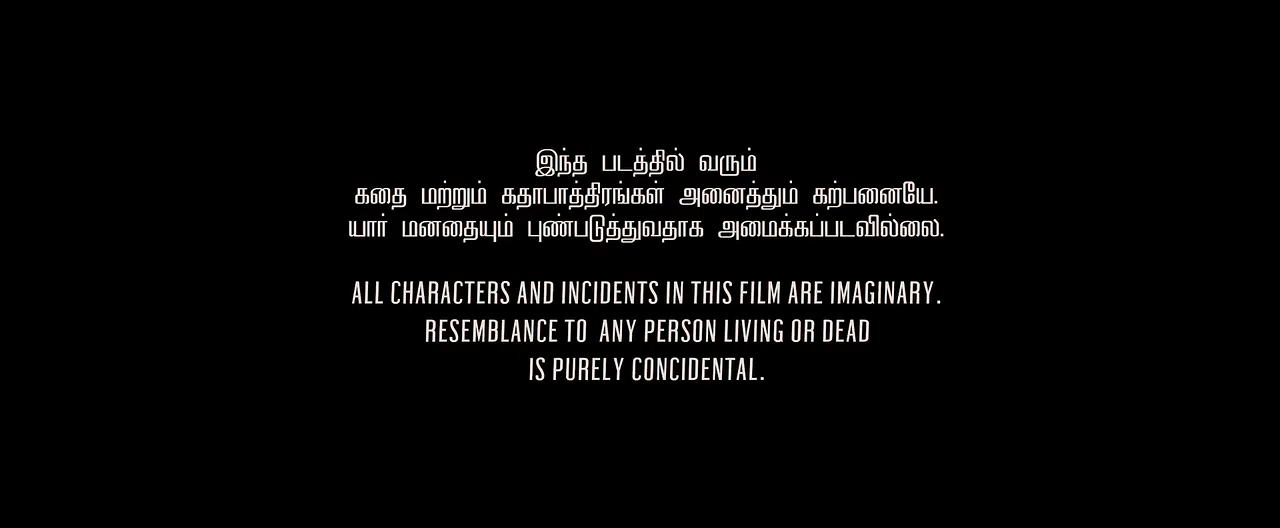 இந்த படத்தில் வரும்
கதை மற்றும் கதாபாத்திரங்கள் அனைத்தும் கற்பனையே.
யார் மனதையும் புண்படுத்துவதாக அமைக்கப்படவில்லை.
ALL CHARACTERS AND INCIDENTS IN THIS FILM ARE IMAGINARY.
RESEMBLANCE TO ANY PERSON LIVING OR DEAD
IS PURELY CONCIDENTAL.